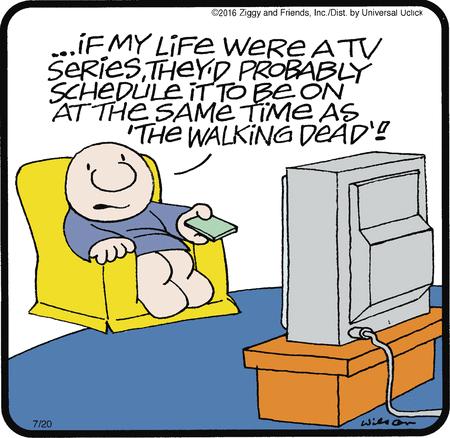 ©2016 Ziggy and Friends, Inc./Dist. by Universal Uclick
...iF MY LiFE WERE A TV
SERiES, THEY'D PROBABLY
SCHEDULE iT TO BE ON
AT THE SAME TiME AS
'THE WALKiNG DEAD'!!
7/20
Wilson